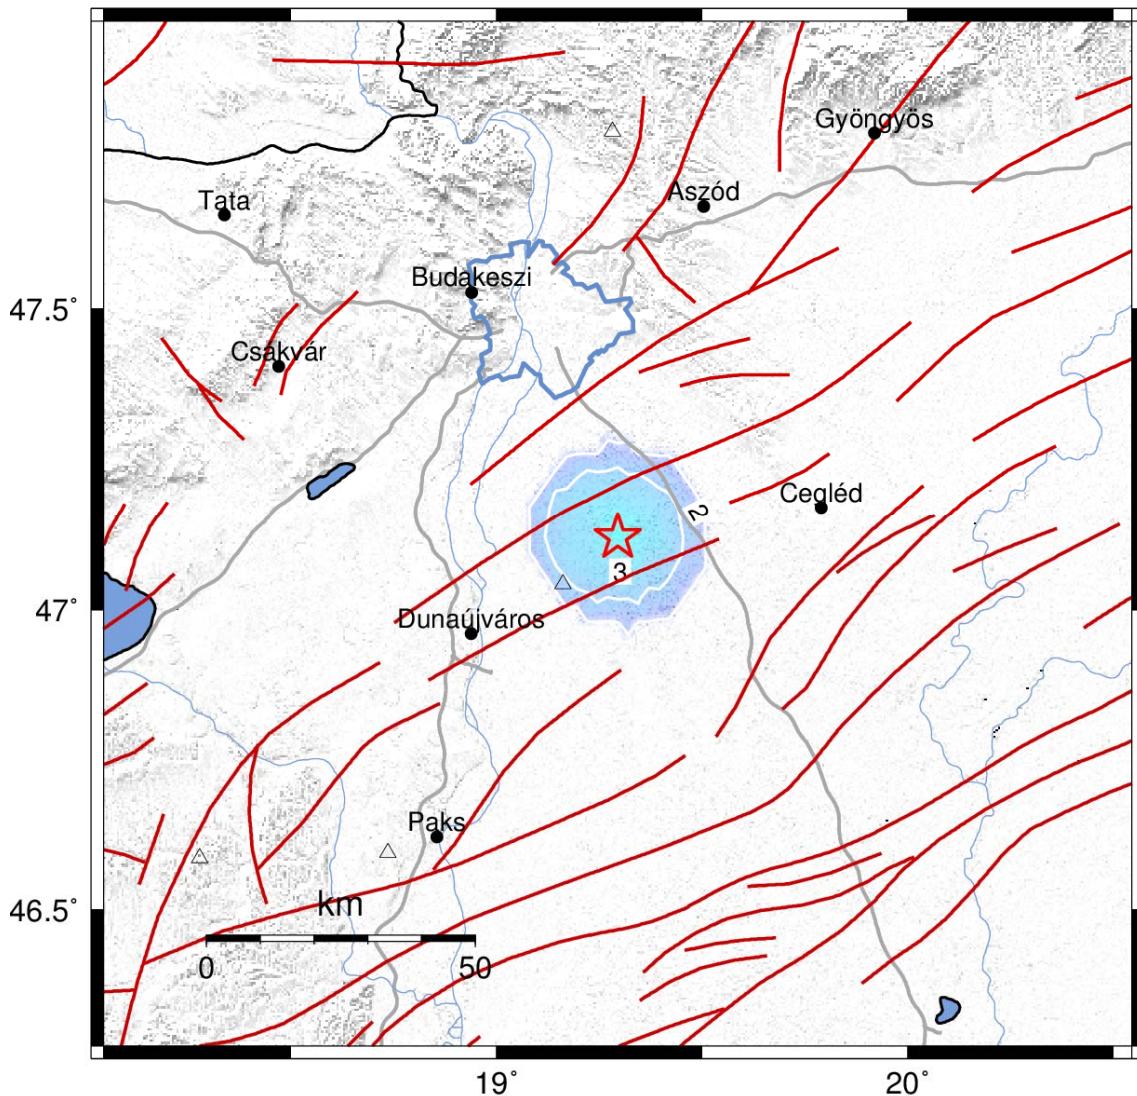 Gyöngyös
Aszód
Tata
Budakeszi
47.5˚
Csákvár
Cegléd
2
3
47˚
Dunaújváros
Paks
46.5˚
km
0 50
19˚ 20˚